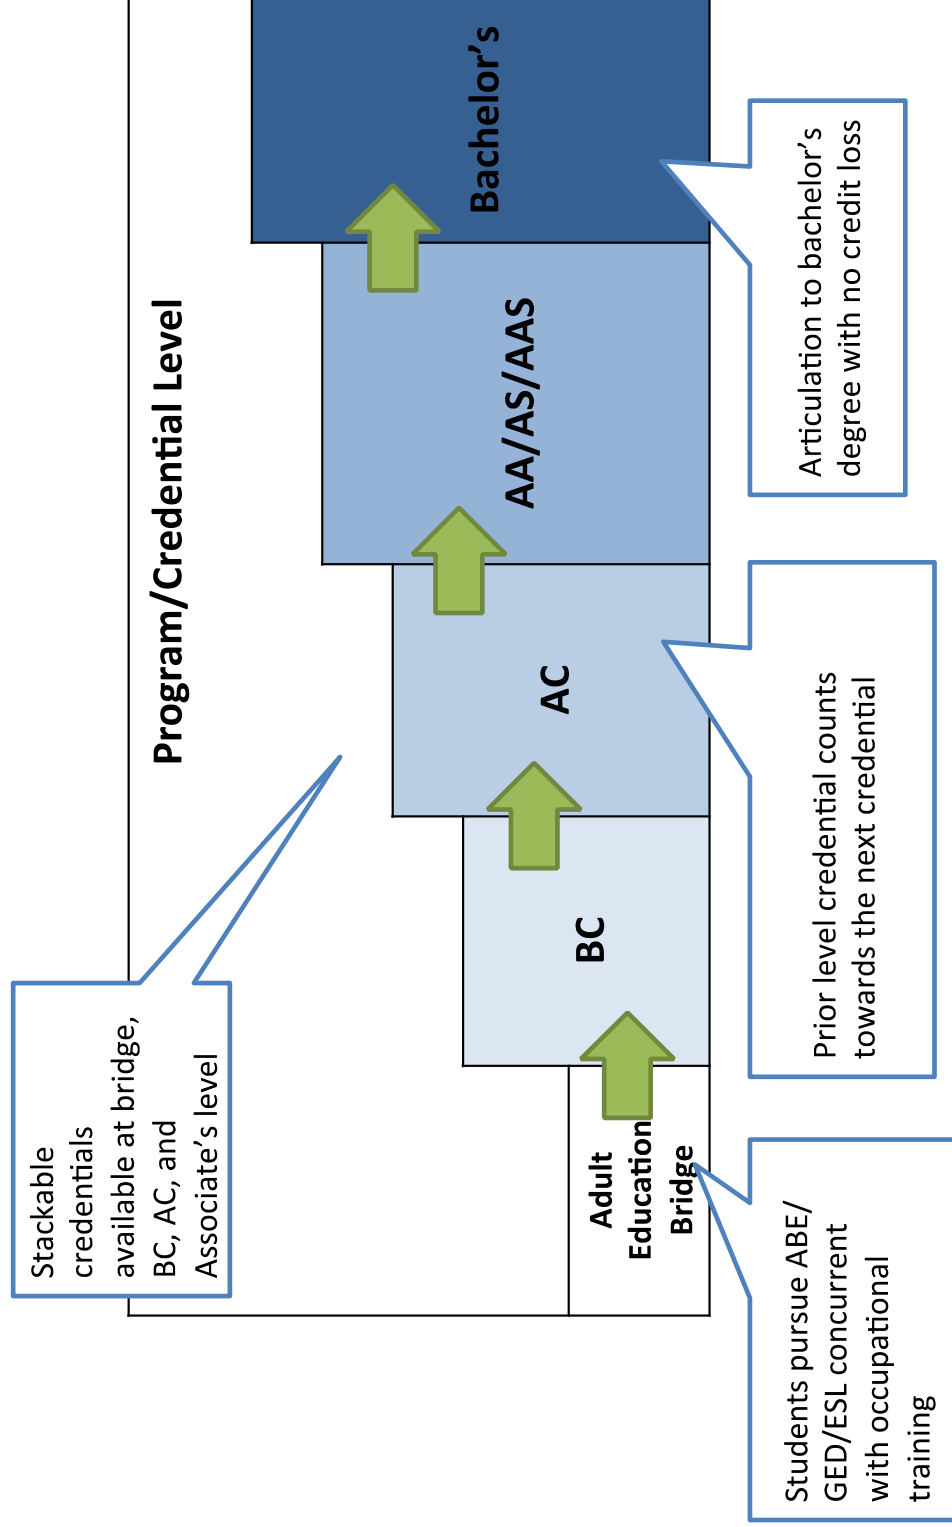 Program/Credential Level
Stackable
credentials
available at bridge,
BC, AC, and
Associate’s level
Adult
Education
Bridge
BC
AC
AA/AS/AAS
Bachelor’s
Students pursue ABE/
GED/ESL concurrent
with occupational
training
Prior level credential counts
towards the next credential
Articulation to bachelor’s
degree with no credit loss